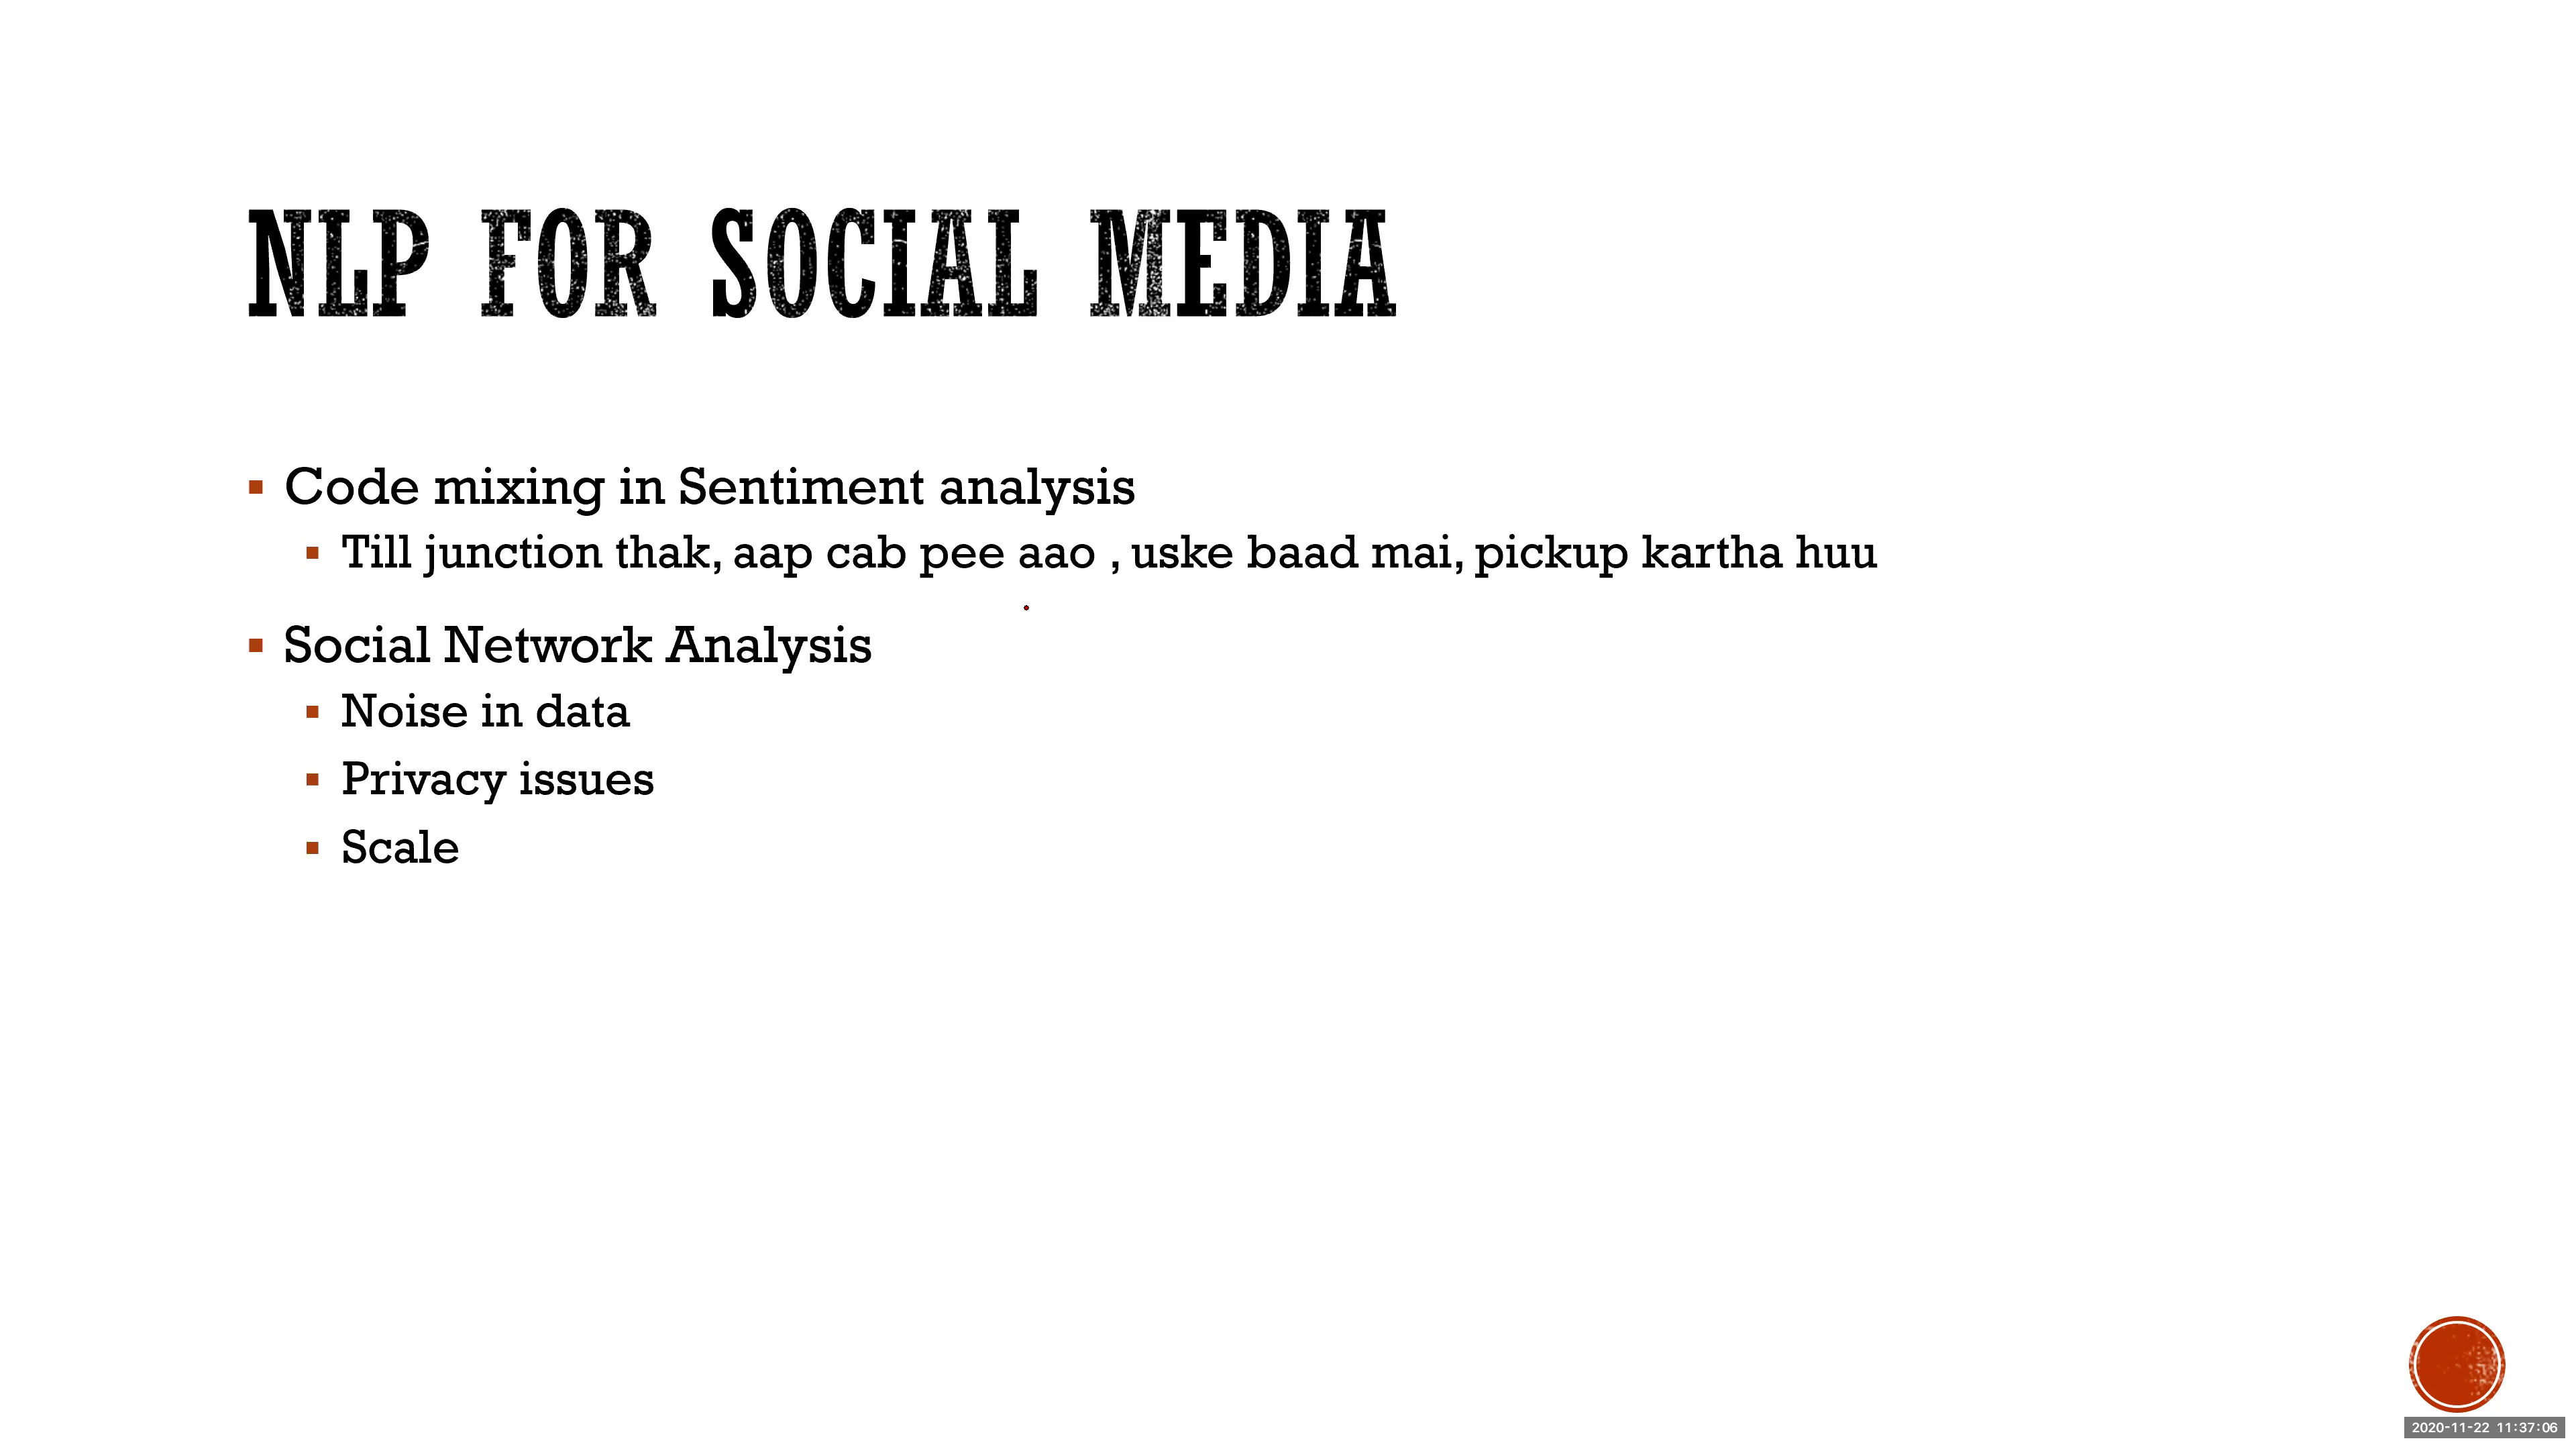 NLP FOR SOCIAL MEDIA
Code mixing in Sentiment analysis
Till junction thak, aap cab pee aao , uske baad mai, pickup kartha huu
Social Network Analysis
Noise in data
Privacy issues
Scale
2020-11-22 11:37:06